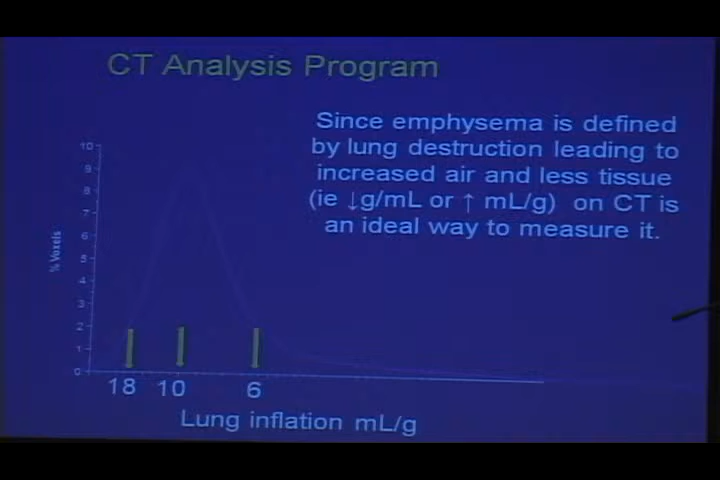 CT Analysis Program
Since emphysema is defined
by lung destruction leading to
increased air and less tissue
(ie ↓g/mL or ↑ mL/g) on CT is
an ideal way to measure it.
% Voxels
10
9
8
7
6
5
4
3
2
1
0
18 10 6
Lung inflation mL/g